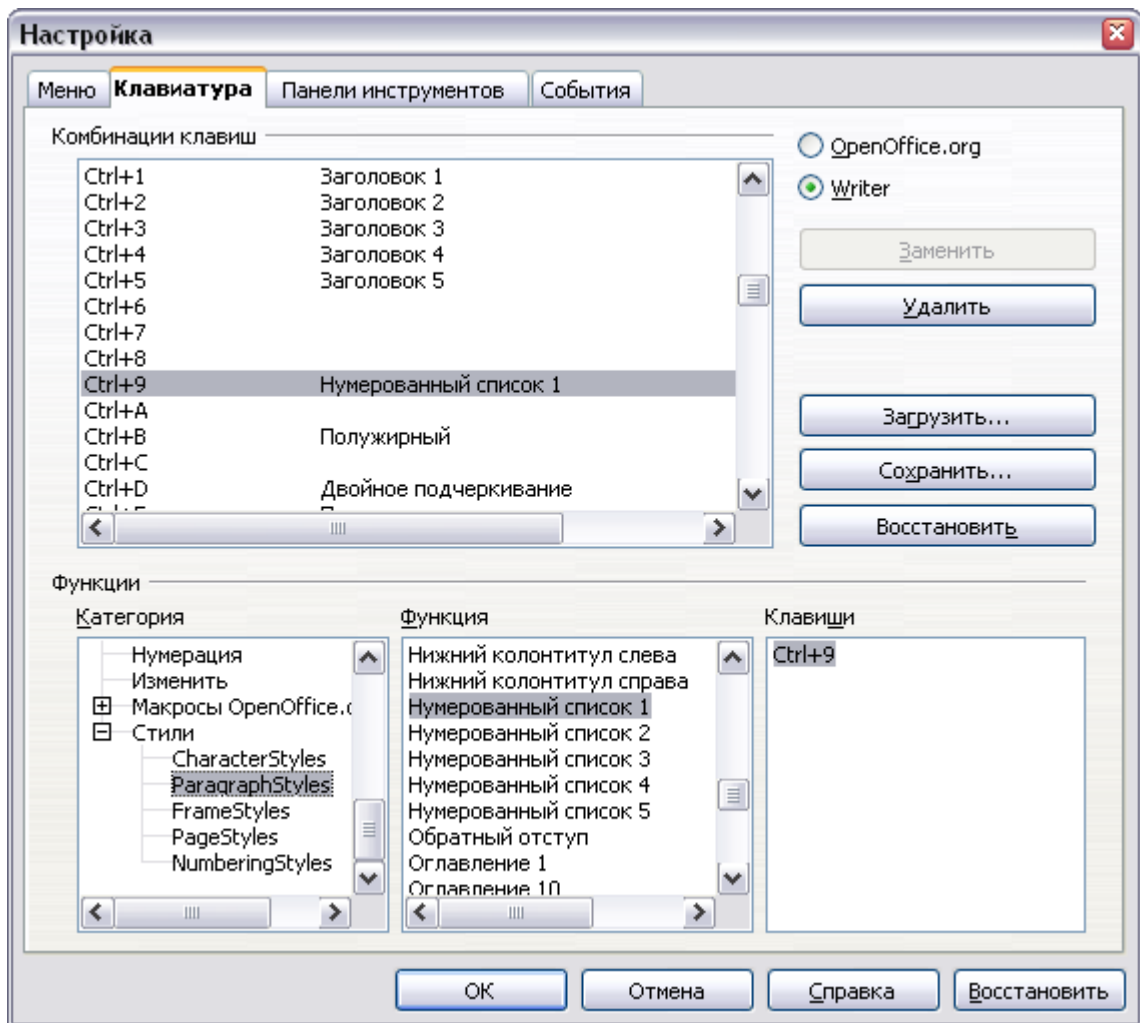 Настройка
Меню Клавиатура Панели инструментов События
Комбинации клавиш
Ctrl+1 Заголовок 1
Ctrl+2 Заголовок 2
Ctrl+3 Заголовок 3
Ctrl+4 Заголовок 4
Ctrl+5 Заголовок 5
Ctrl+6
Ctrl+7
Ctrl+8
Ctrl+9 Нумерованный список 1
Ctrl+A
Ctrl+B Полужирный
Ctrl+C
Ctrl+D Двойное подчеркивание
OpenOffice.org
Writer
Заменить
Удалить
Загрузить...
Сохранить...
Восстановить
Функции
Категория
Нумерация
Изменить
Макросы OpenOffice.o
Стили
CharacterStyles
ParagraphStyles
FrameStyles
PageStyles
NumberingStyles
Функция
Нижний колонтитул слева
Нижний колонтитул справа
Нумерованный список 1
Нумерованный список 2
Нумерованный список 3
Нумерованный список 4
Нумерованный список 5
Обратный отступ
Оглавление 1
Оглавление 10
Клавиши
Ctrl+9
ОК Отмена Справка Восстановить